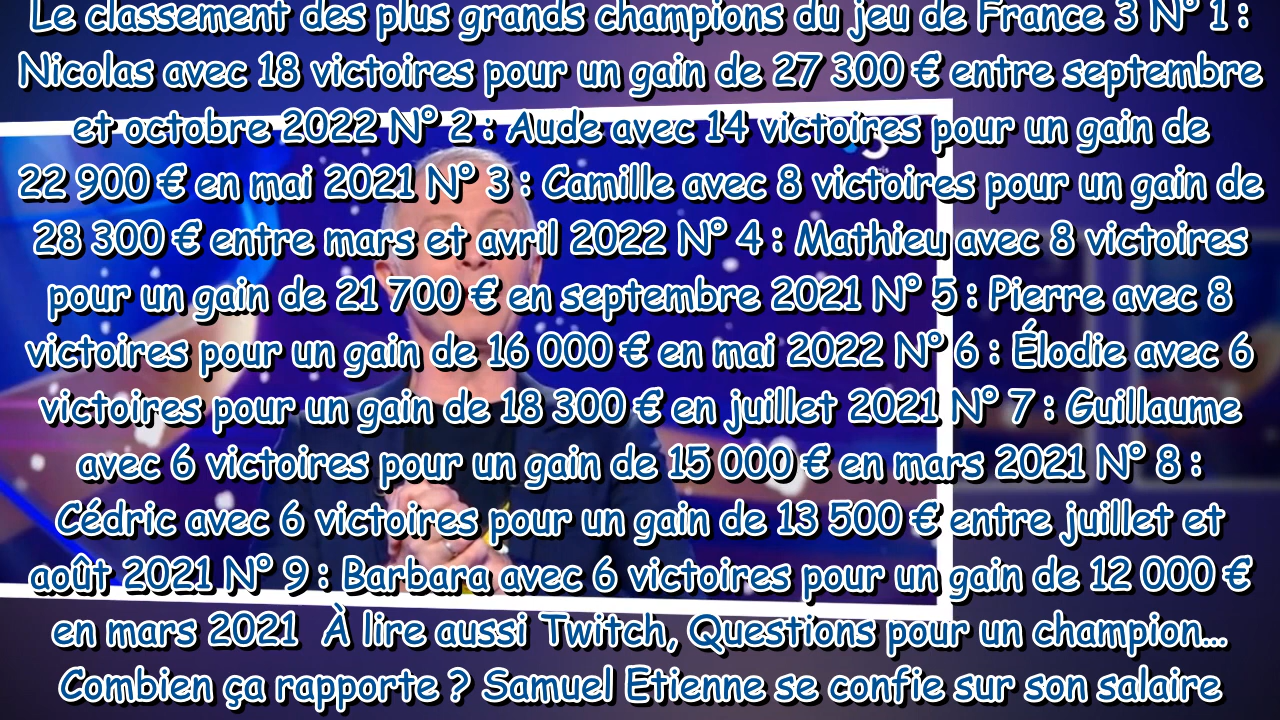 Le classement des plus grands champions du jeu de France 3 N° 1 :
Nicolas avec 18 victoires pour un gain de 27 300 € entre septembre
et octobre 2022 N° 2 : Aude avec 14 victoires pour un gain de
22 900 € en mai 2021 N° 3 : Camille avec 8 victoires pour un gain de
28 300 € entre mars et avril 2022 N° 4 : Mathieu avec 8 victoires
pour un gain de 21 700 € en septembre 2021 N° 5 : Pierre avec 8
victoires pour un gain de 16 000 € en mai 2022 N° 6 : Élodie avec 6
victoires pour un gain de 18 300 € en juillet 2021 N° 7 : Guillaume
avec 6 victoires pour un gain de 15 000 € en mars 2021 N° 8 :
Cédric avec 6 victoires pour un gain de 13 500 € entre juillet et
août 2021 N° 9 : Barbara avec 6 victoires pour un gain de 12 000 €
en mars 2021  À lire aussi Twitch, Questions pour un champion...
Combien ça rapporte ? Samuel Etienne se confie sur son salaire